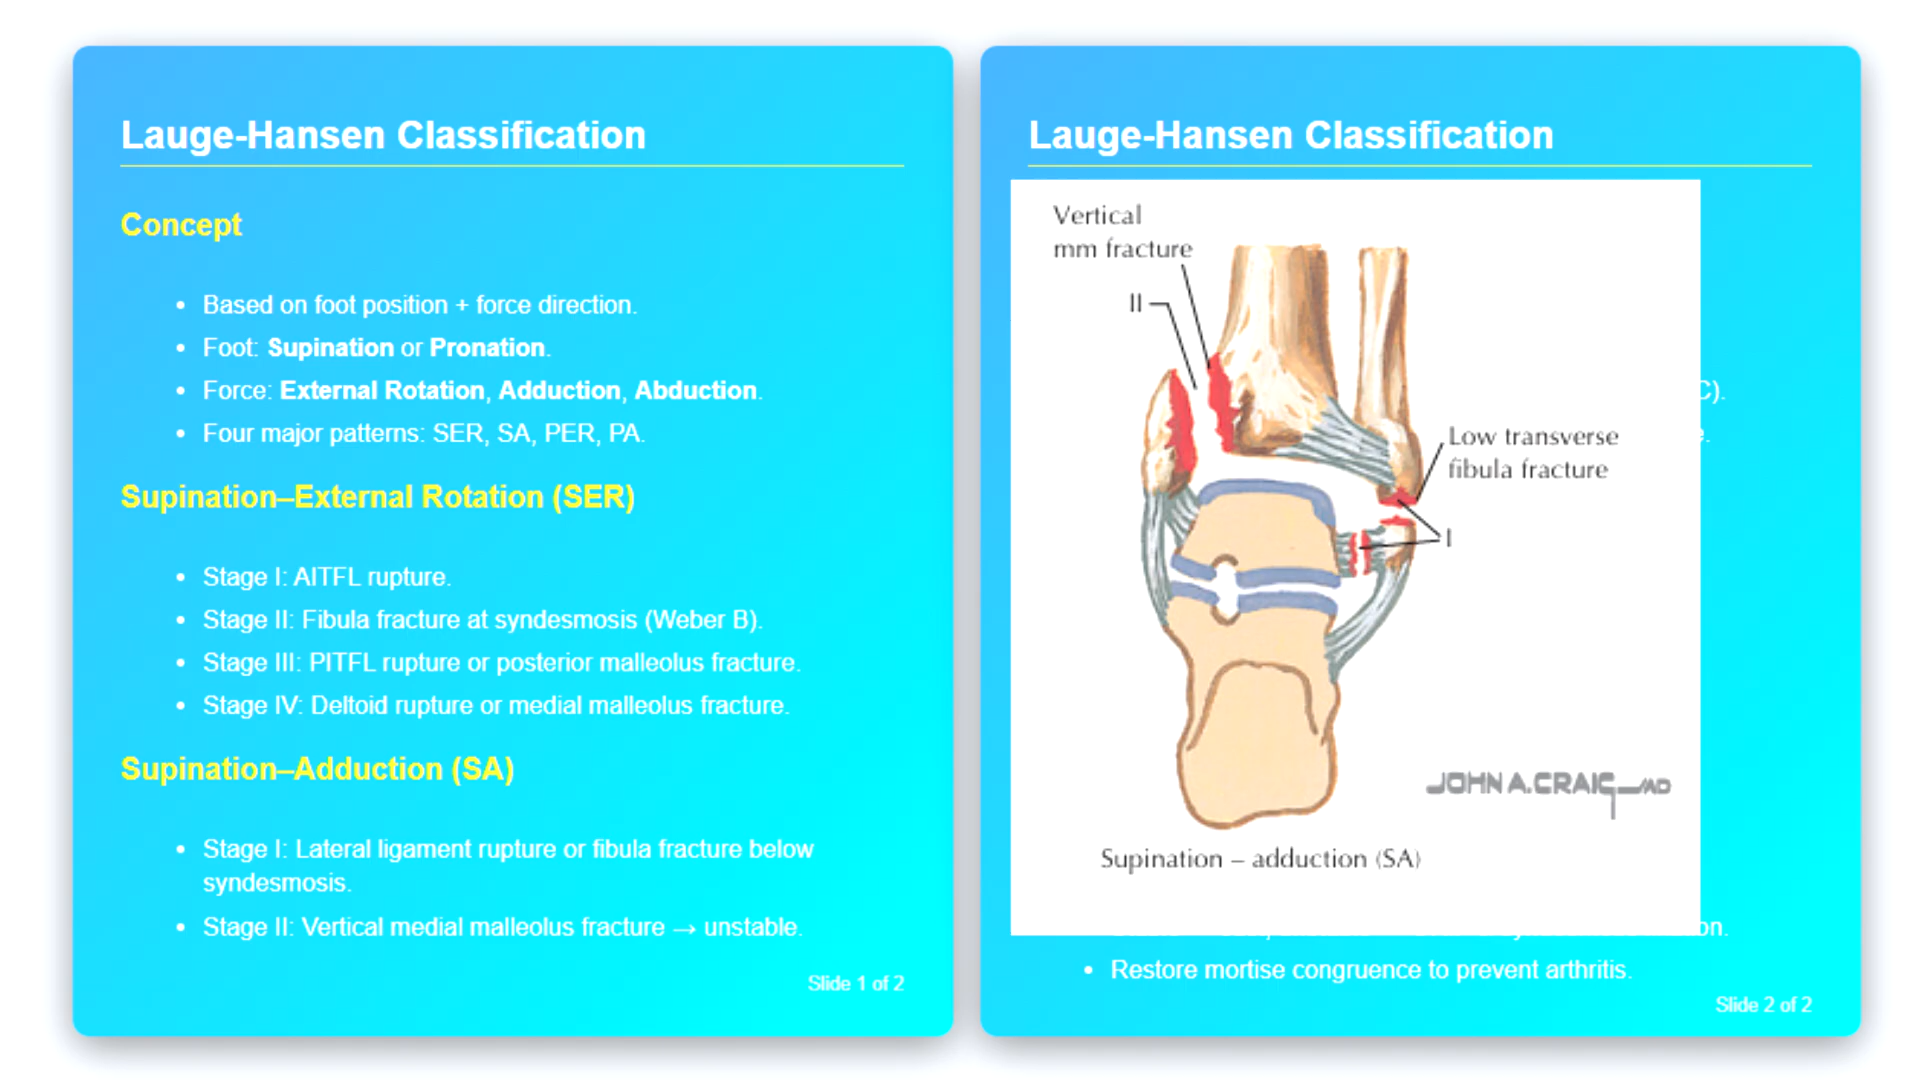 Lauge-Hansen Classification
Concept
• Based on foot position + force direction.
• Foot: Supination or Pronation.
• Force: External Rotation, Adduction, Abduction.
• Four major patterns: SER, SA, PER, PA.
Supination–External Rotation (SER)
• Stage I: AITFL rupture.
• Stage II: Fibula fracture at syndesmosis (Weber B).
• Stage III: PITFL rupture or posterior malleolus fracture.
• Stage IV: Deltoid rupture or medial malleolus fracture.
Supination–Adduction (SA)
• Stage I: Lateral ligament rupture or fibula fracture below
syndesmosis.
• Stage II: Vertical medial malleolus fracture → unstable.
Slide 1 of 2
Lauge-Hansen Classification
Vertical
mm fracture
II
C).
Low transverse
fibula fracture
I
JOHN A. CRAIG MD
Supination – adduction (SA)
• Restore mortise congruence to prevent arthritis.
Slide 2 of 2